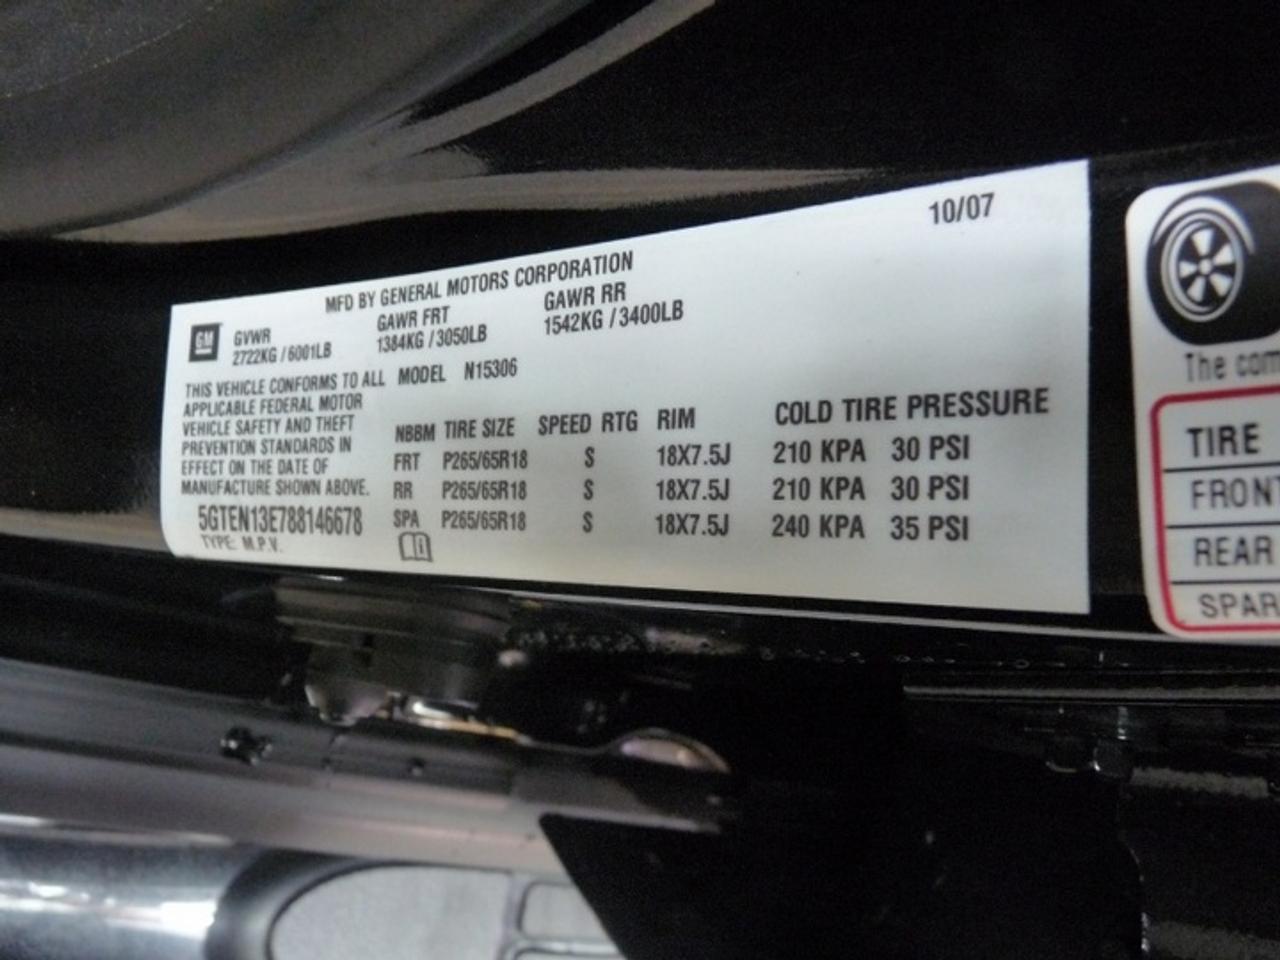 10/07
MFD BY GENERAL MOTORS CORPORATION
GM GVWR GAWR FRT GAWR RR
2722KG / 6001LB 1384KG / 3050LB 1542KG / 3400LB
THIS VEHICLE CONFORMS TO ALL MODEL N15306
APPLICABLE FEDERAL MOTOR
VEHICLE SAFETY AND THEFT
PREVENTION STANDARDS IN
EFFECT ON THE DATE OF
MANUFACTURE SHOWN ABOVE.
5GTEN13E788146678
TYPE: M.P.V.
NBBM TIRE SIZE SPEED RTG RIM COLD TIRE PRESSURE
FRT P265/65R18 S 18X7.5J 210 KPA 30 PSI
RR P265/65R18 S 18X7.5J 210 KPA 30 PSI
SPA P265/65R18 S 18X7.5J 240 KPA 35 PSI
The com
TIRE
FRONT
REAR
SPAR